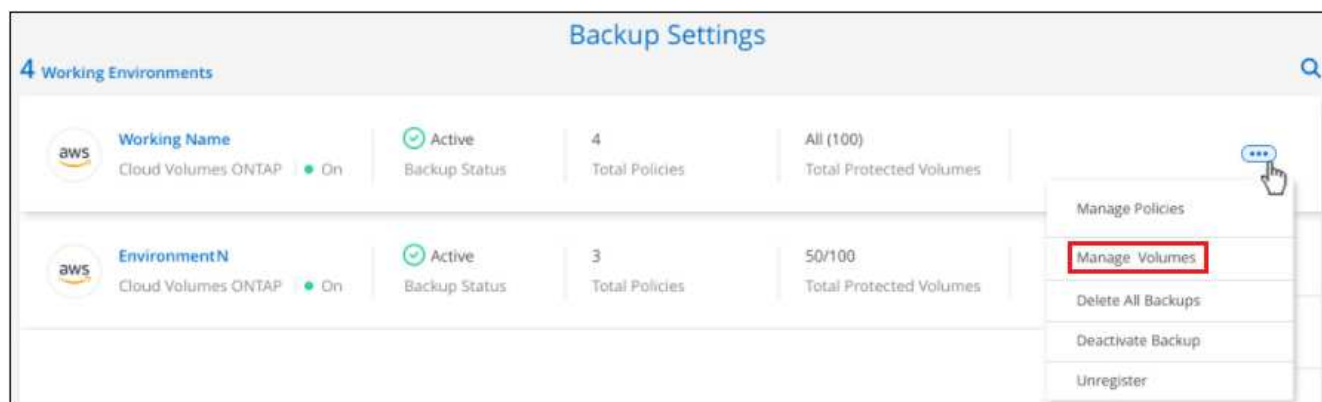 Backup Settings
4 Working Environments
aws
Working Name
Cloud Volumes ONTAP
On
Active
Backup Status
4
Total Policies
All (100)
Total Protected Volumes
Manage Policies
Manage Volumes
Delete All Backups
Deactivate Backup
Unregister
aws
EnvironmentN
Cloud Volumes ONTAP
On
Active
Backup Status
3
Total Policies
50/100
Total Protected Volumes